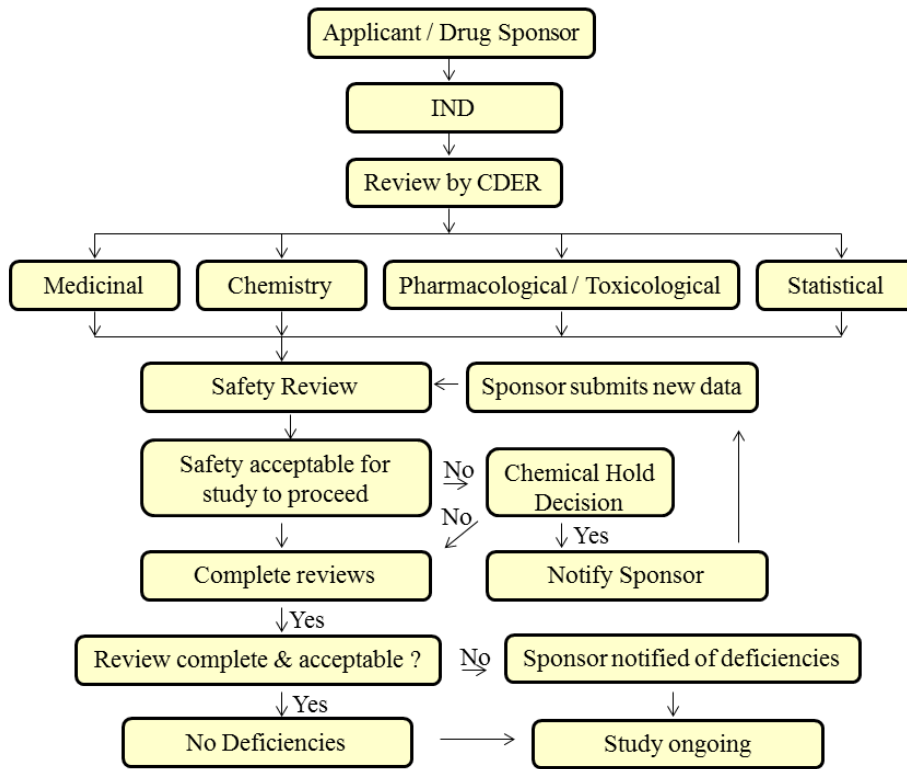 Applicant / Drug Sponsor
IND
Review by CDER
Medicinal
Chemistry
Pharmacological / Toxicological
Statistical
Safety Review
Sponsor submits new data
Safety acceptable for
study to proceed
No
Chemical Hold
Decision
No
Yes
Complete reviews
Notify Sponsor
Yes
Review complete & acceptable ?
No
Sponsor notified of deficiencies
Yes
No Deficiencies
Study ongoing